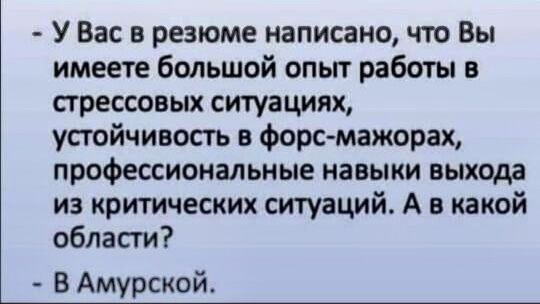 - У Вас в резюме написано, что Вы
имеете большой опыт работы в
стрессовых ситуациях,
устойчивость в форс-мажорах,
профессиональные навыки выхода
из критических ситуаций. А в какой
области?
- В Амурской.